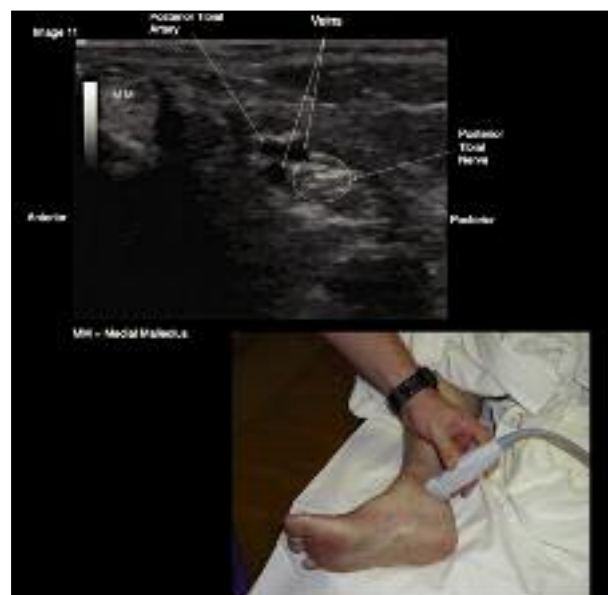 Image 11
Posterior Tibial
Artery
Veins
MM
Posterior
Tibial
Nerve
Anterior
Posterior
MM – Medial Malleolus